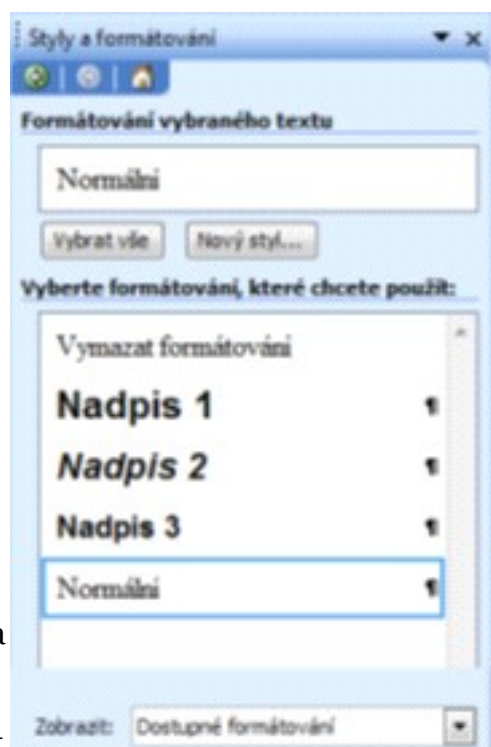 Styly a formátování
Formátování vybraného textu
Normální
Vybrat vše Nový styl...
Vyberte formátování, které chcete použít:
Vymazat formátování
Nadpis 1 ¶
Nadpis 2 ¶
Nadpis 3 ¶
Normální ¶
a
Zobrazit: Dostupné formátování